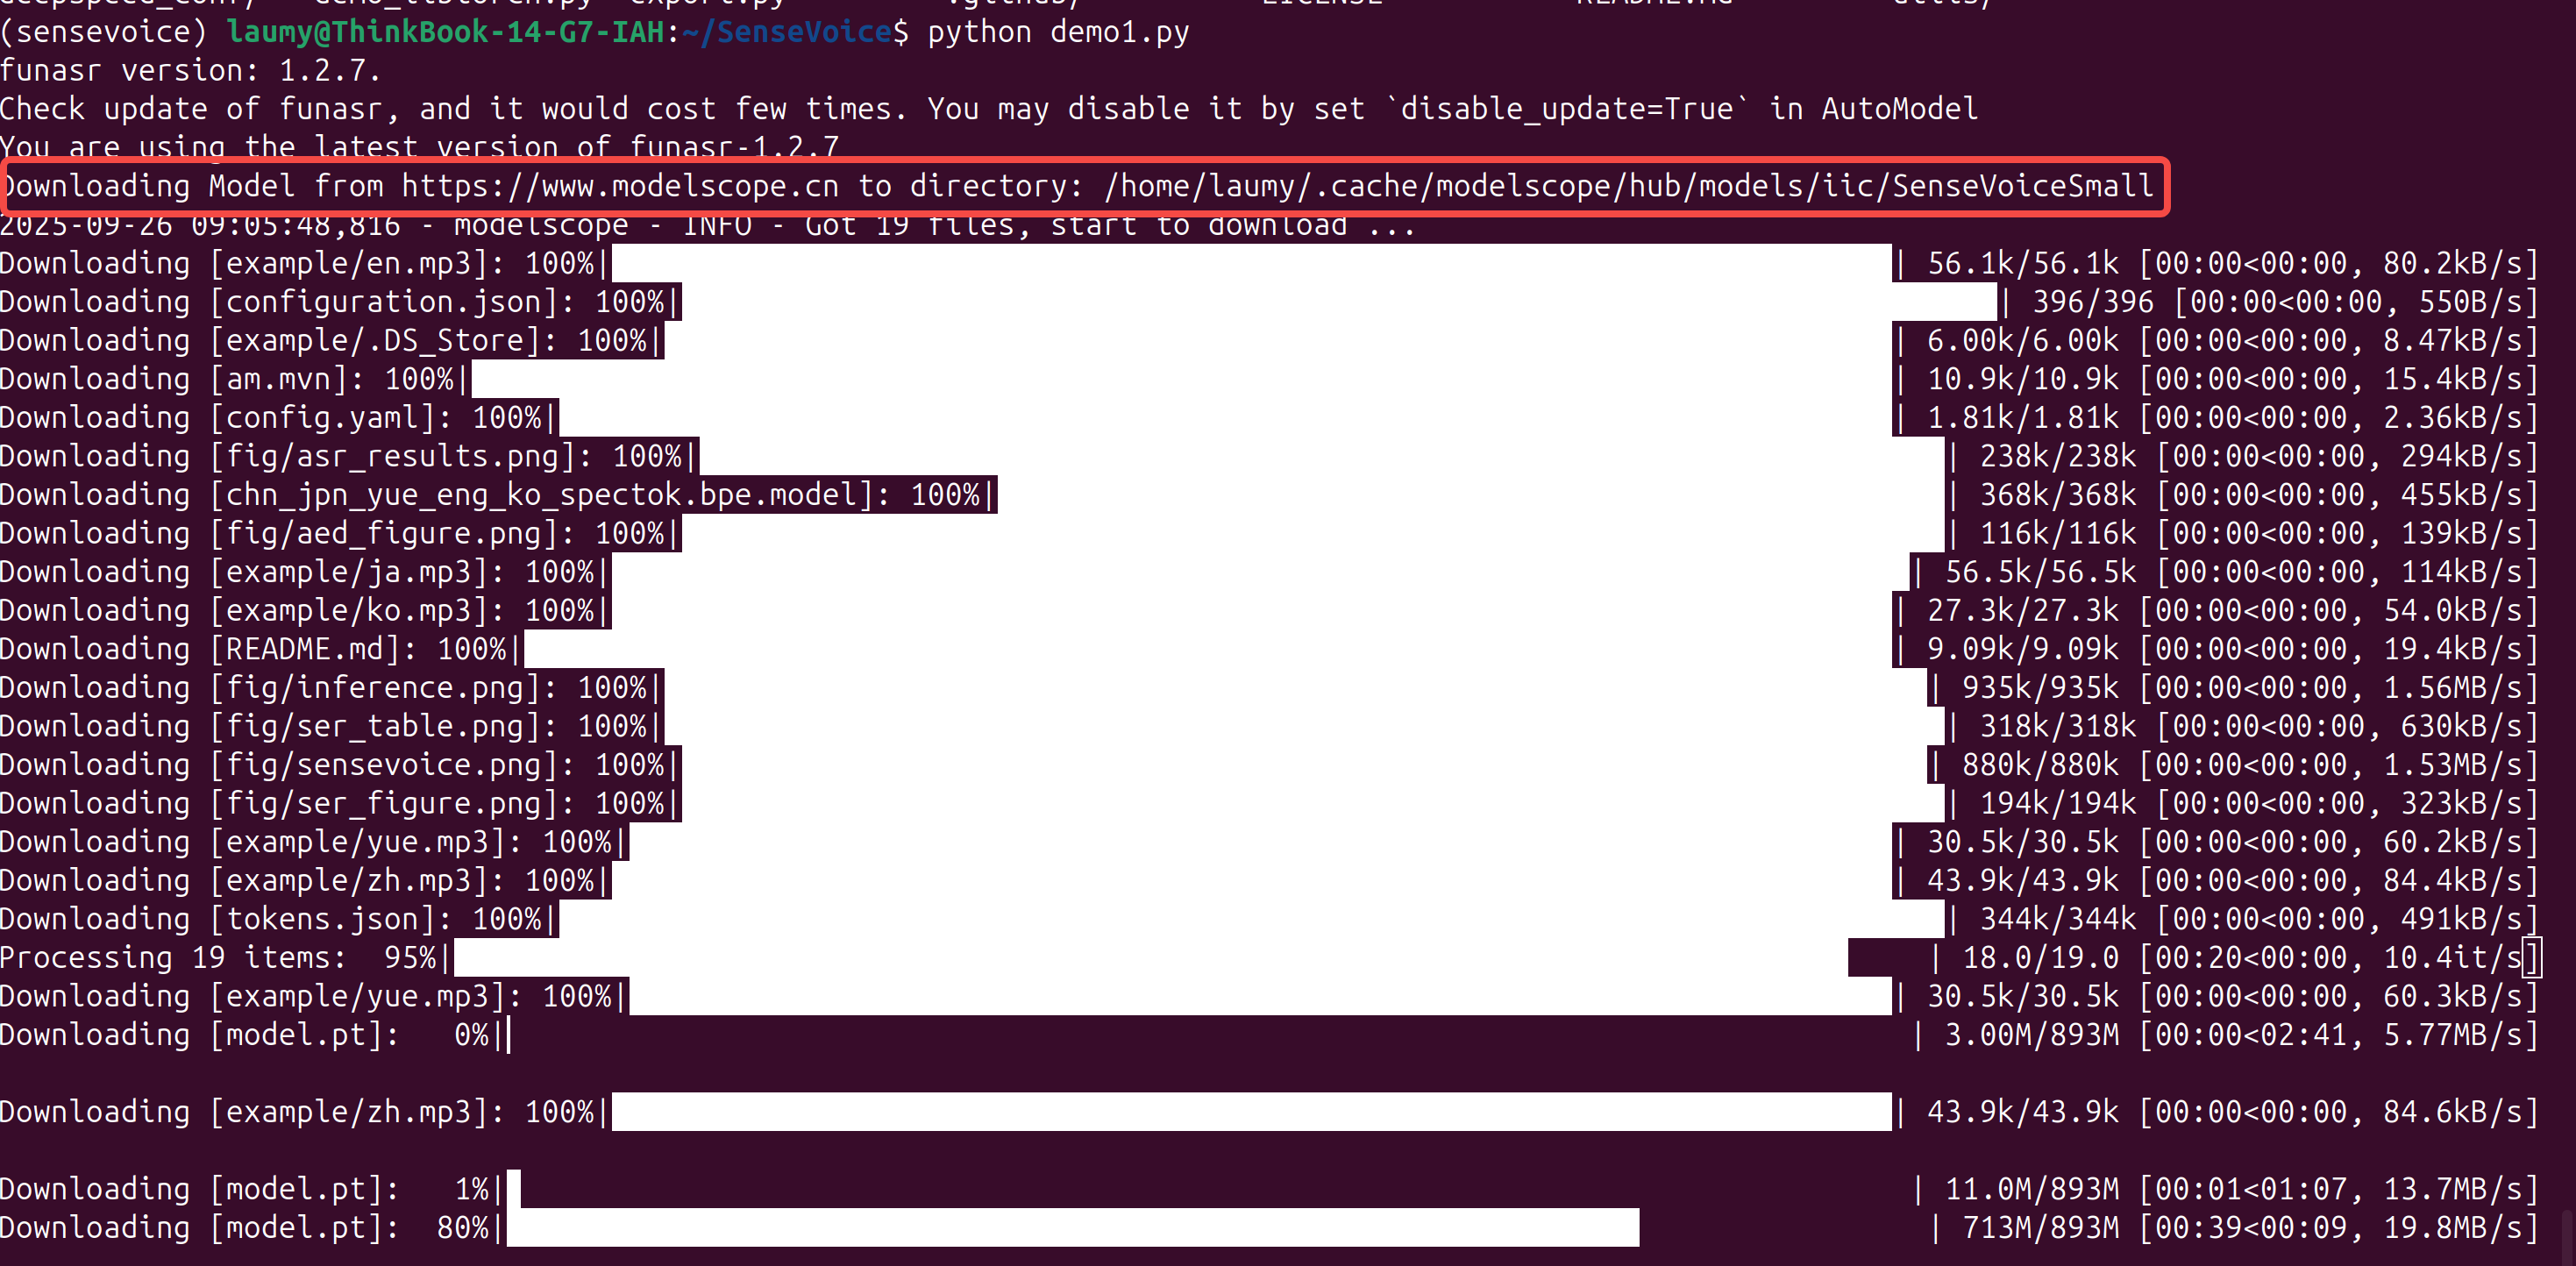 deepspeed_conf/ demo_libtorch.py export.py .github/ LICENSE README.md utils/
(sensevoice) laumy@ThinkBook-14-G7-IAH:~/SenseVoice$ python demo1.py
funasr version: 1.2.7.
Check update of funasr, and it would cost few times. You may disable it by set `disable_update=True` in AutoModel
You are using the latest version of funasr-1.2.7
Downloading Model from https://www.modelscope.cn to directory: /home/laumy/.cache/modelscope/hub/models/iic/SenseVoiceSmall
2025-09-26 09:05:48,816 - modelscope - INFO - Got 19 files, start to download ...
Downloading [example/en.mp3]: 100%| | 56.1k/56.1k [00:00<00:00, 80.2kB/s]
Downloading [configuration.json]: 100%| | 396/396 [00:00<00:00, 550B/s]
Downloading [example/.DS_Store]: 100%| | 6.00k/6.00k [00:00<00:00, 8.47kB/s]
Downloading [am.mvn]: 100%| | 10.9k/10.9k [00:00<00:00, 15.4kB/s]
Downloading [config.yaml]: 100%| | 1.81k/1.81k [00:00<00:00, 2.36kB/s]
Downloading [fig/asr_results.png]: 100%| | 238k/238k [00:00<00:00, 294kB/s]
Downloading [chn_jpn_yue_eng_ko_spectok.bpe.model]: 100%| | 368k/368k [00:00<00:00, 455kB/s]
Downloading [fig/aed_figure.png]: 100%| | 116k/116k [00:00<00:00, 139kB/s]
Downloading [example/ja.mp3]: 100%| | 56.5k/56.5k [00:00<00:00, 114kB/s]
Downloading [example/ko.mp3]: 100%| | 27.3k/27.3k [00:00<00:00, 54.0kB/s]
Downloading [README.md]: 100%| | 9.09k/9.09k [00:00<00:00, 19.4kB/s]
Downloading [fig/inference.png]: 100%| | 935k/935k [00:00<00:00, 1.56MB/s]
Downloading [fig/ser_table.png]: 100%| | 318k/318k [00:00<00:00, 630kB/s]
Downloading [fig/sensevoice.png]: 100%| | 880k/880k [00:00<00:00, 1.53MB/s]
Downloading [fig/ser_figure.png]: 100%| | 194k/194k [00:00<00:00, 323kB/s]
Downloading [example/yue.mp3]: 100%| | 30.5k/30.5k [00:00<00:00, 60.2kB/s]
Downloading [example/zh.mp3]: 100%| | 43.9k/43.9k [00:00<00:00, 84.4kB/s]
Downloading [tokens.json]: 100%| | 344k/344k [00:00<00:00, 491kB/s]
Processing 19 items: 95%| | 18.0/19.0 [00:20<00:00, 10.4it/s]
Downloading [example/yue.mp3]: 100%| | 30.5k/30.5k [00:00<00:00, 60.3kB/s]
Downloading [model.pt]: 0%| | 3.00M/893M [00:00<02:41, 5.77MB/s]
Downloading [example/zh.mp3]: 100%| | 43.9k/43.9k [00:00<00:00, 84.6kB/s]
Downloading [model.pt]: 1%| | 11.0M/893M [00:01<01:07, 13.7MB/s]
Downloading [model.pt]: 80%| | 713M/893M [00:39<00:09, 19.8MB/s]